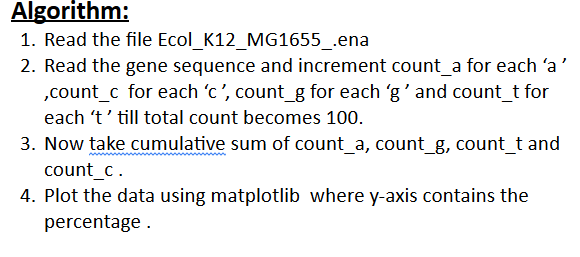 Algorithm:
1. Read the file Ecol_K12_MG1655_.ena
2. Read the gene sequence and increment count_a for each ‘a ’
,count_c for each ‘c ’, count_g for each ‘g ’ and count_t for
each ‘t ’ till total count becomes 100.
3. Now take cumulative sum of count_a, count_g, count_t and
count_c .
4. Plot the data using matplotlib where y-axis contains the
percentage .